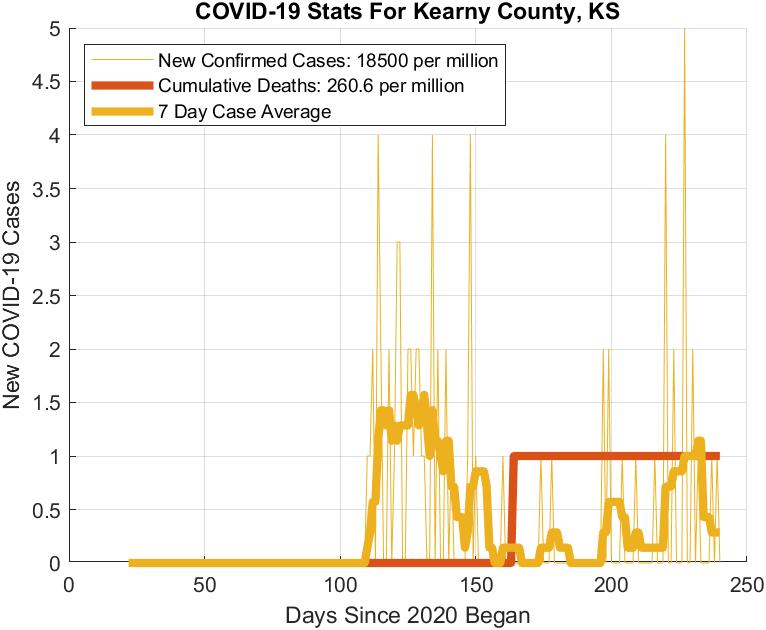 COVID-19 Stats For Kearny County, KS
New Confirmed Cases: 18500 per million
Cumulative Deaths: 260.6 per million
7 Day Case Average
New COVID-19 Cases
5
4.5
4
3.5
3
2.5
2
1.5
1
0.5
0
0 50 100 150 200 250
Days Since 2020 Began